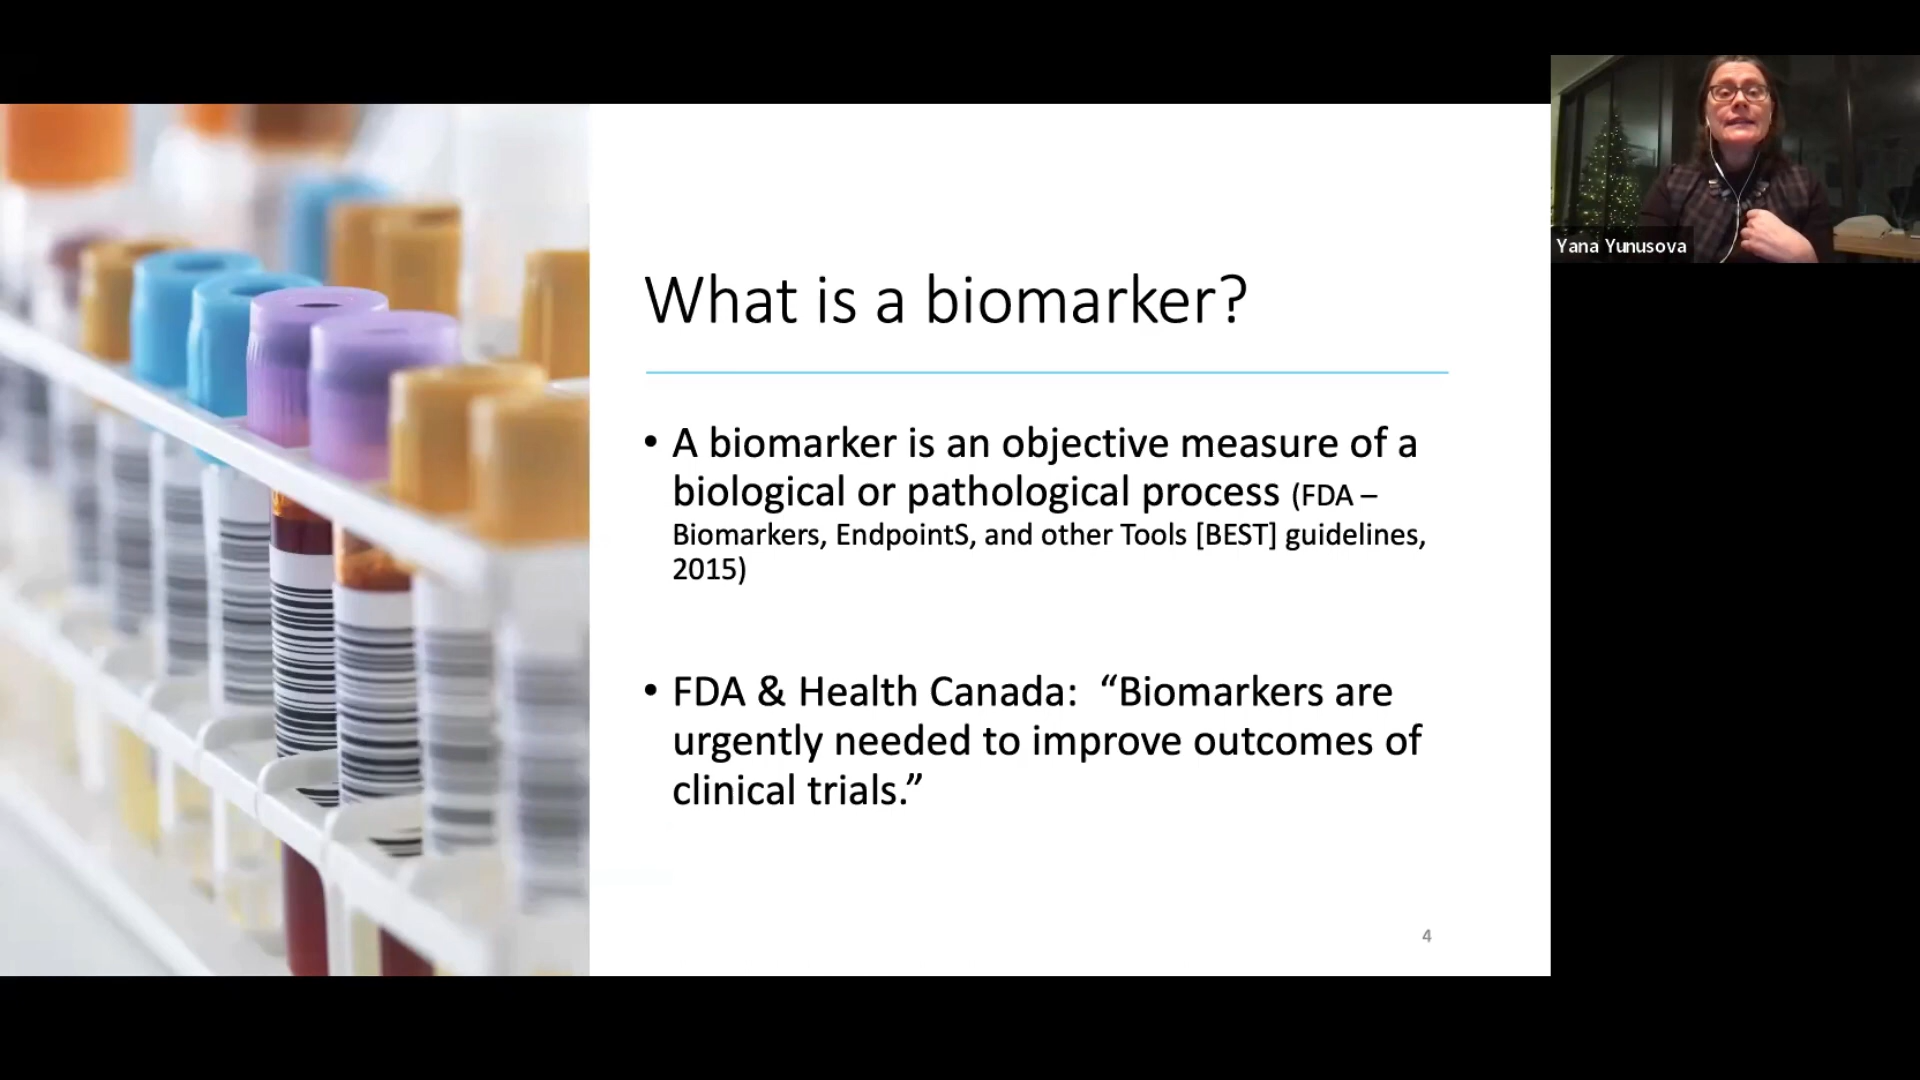 Yana Yunusova
What is a biomarker?
• A biomarker is an objective measure of a
biological or pathological process (FDA –
Biomarkers, EndpointS, and other Tools [BEST] guidelines,
2015)
• FDA & Health Canada:  “Biomarkers are
urgently needed to improve outcomes of
clinical trials.”
4